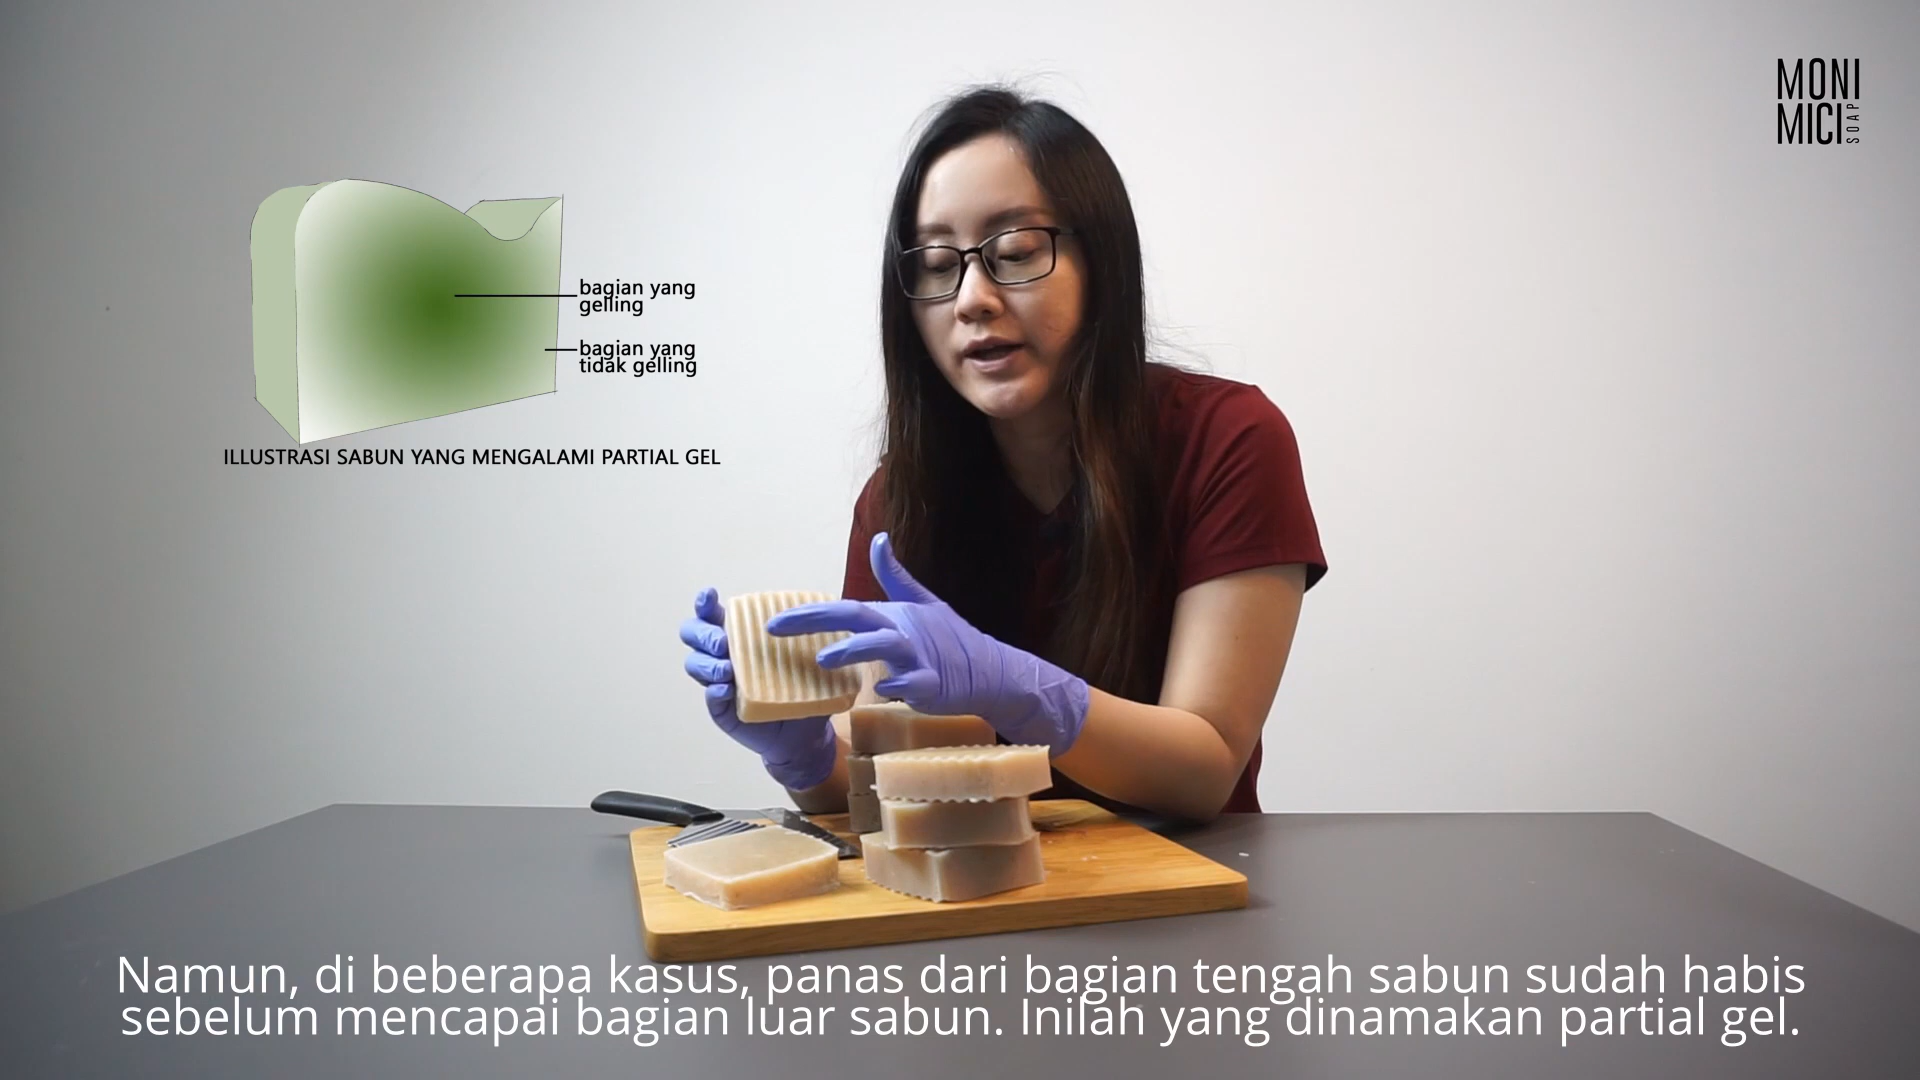 MONI
MICI SOAP
bagian yang
gelling
bagian yang
tidak gelling
ILLUSTRASI SABUN YANG MENGALAMI PARTIAL GEL
Namun, di beberapa kasus, panas dari bagian tengah sabun sudah habis
sebelum mencapai bagian luar sabun. Inilah yang dinamakan partial gel.